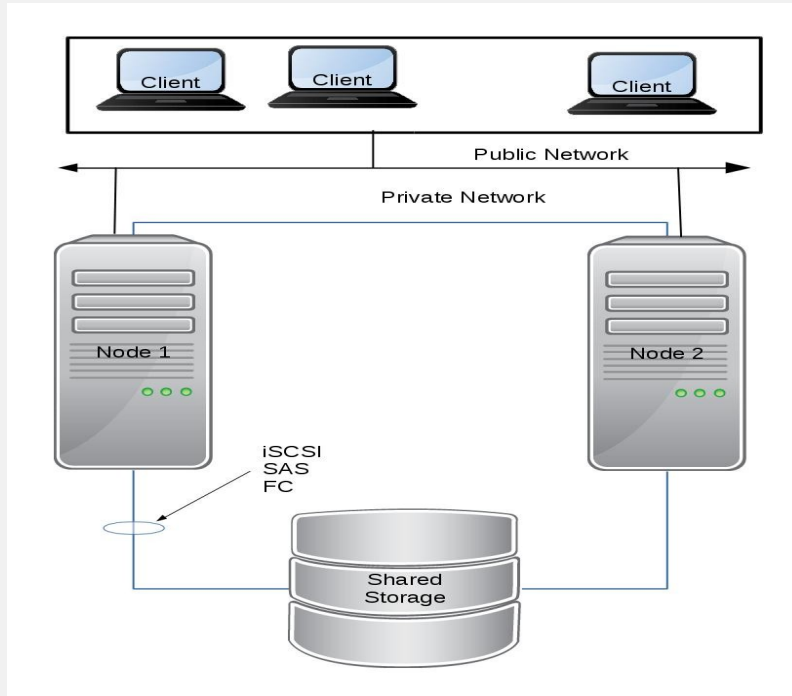 Client
Client
Client
Public Network
Private Network
Node 1
Node 2
iSCSI
SAS
FC
Shared
Storage